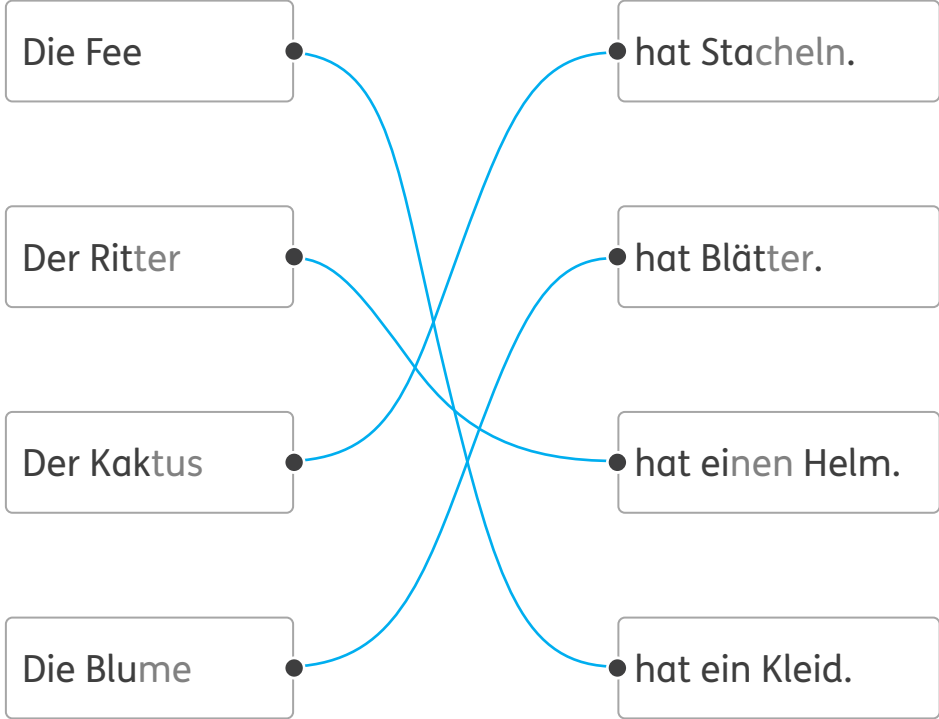 Die Fee
hat Stacheln.
Der Ritter
hat Blätter.
Der Kaktus
hat einen Helm.
Die Blume
hat ein Kleid.